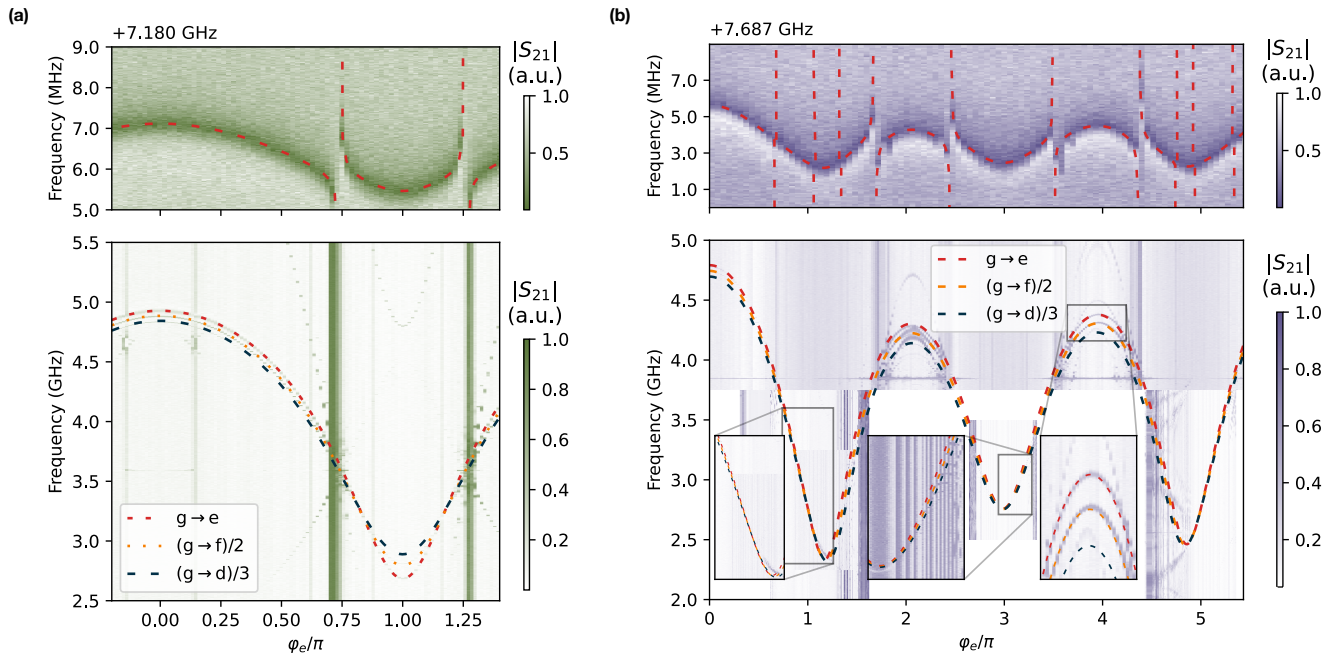 (a)
+7.180 GHz
Frequency (MHz)
9.0
8.0
7.0
6.0
5.0
|S21|
(a.u.)
1.0
0.5
Frequency (GHz)
5.5
5.0
4.5
4.0
3.5
3.0
2.5
g→e
(g→f)/2
(g→d)/3
0.00
0.25
0.50
0.75
1.00
1.25
φe/π
|S21|
(a.u.)
1.0
0.8
0.6
0.4
0.2
(b)
+7.687 GHz
Frequency (MHz)
7.0
5.0
3.0
1.0
|S21|
(a.u.)
1.0
0.5
Frequency (GHz)
5.0
4.5
4.0
3.5
3.0
2.5
2.0
g→e
(g→f)/2
(g→d)/3
0
1
2
3
4
5
φe/π
|S21|
(a.u.)
1.0
0.8
0.6
0.4
0.2